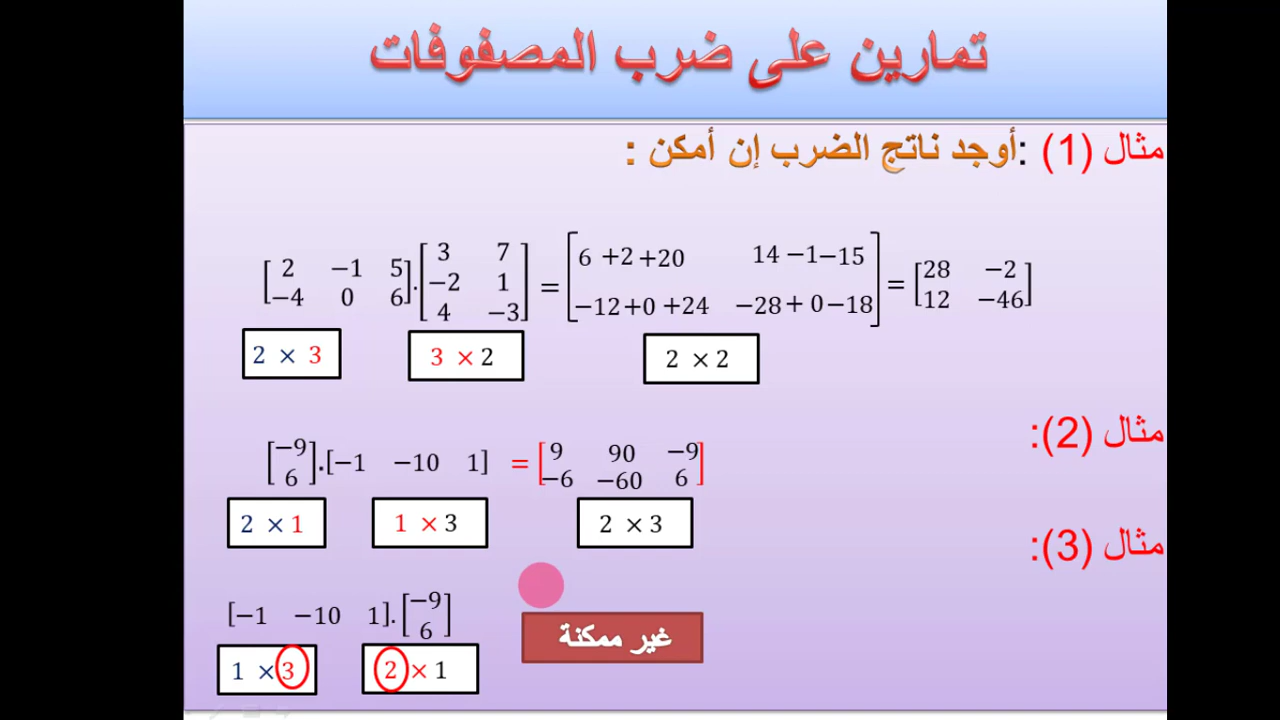 تمارين على ضرب المصفوفات
مثال (1) :أوجد ناتج الضرب إن أمكن :
[2 −1 5; −4 0 6].[3 7; −2 1; 4 −3] = [6 +2 +20 14 −1 −15; −12 +0 +24 −28 + 0 −18] = [28 −2; 12 −46]
2 × 3 3 × 2 2 × 2
مثال (2):
[−9; 6].[−1 −10 1] = [9 90 −9; −6 −60 6]
2 × 1 1 × 3 2 × 3
مثال (3):
[−1 −10 1].[−9; 6]
غير ممكنة
1 × 3 2 × 1